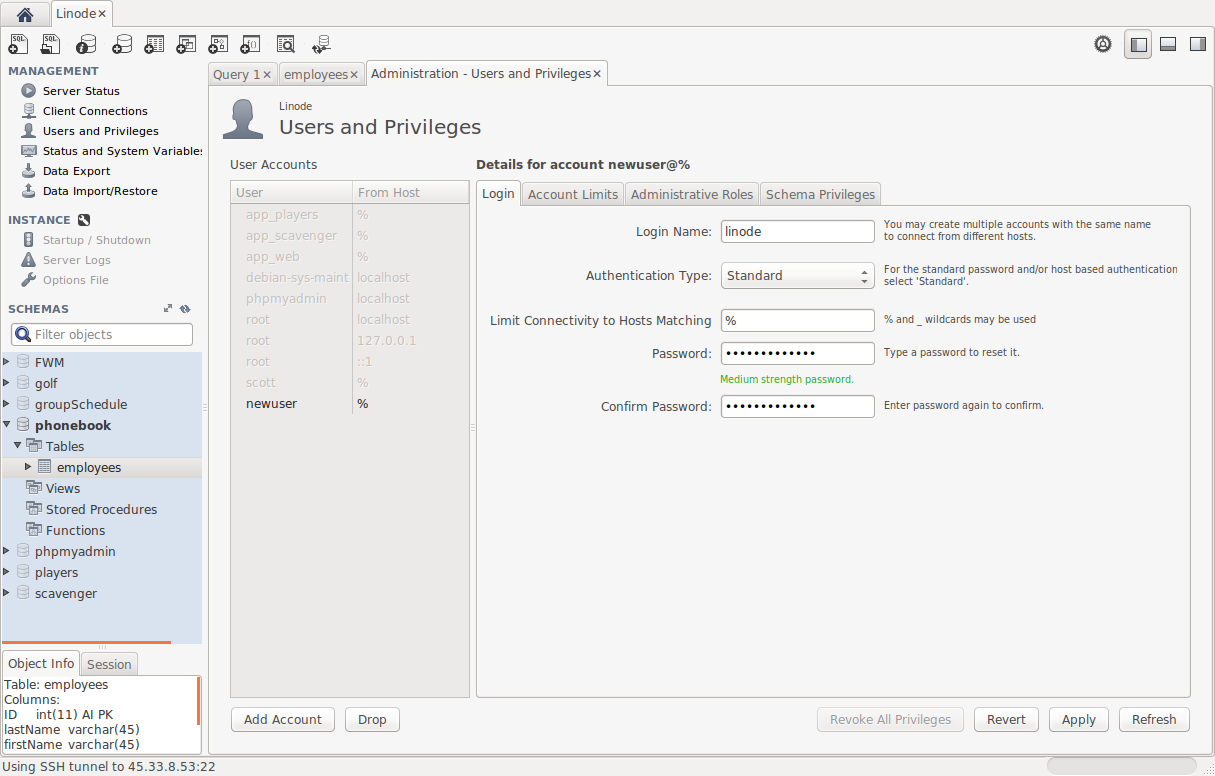 Linode×
SQL SQL
MANAGEMENT
Server Status
Client Connections
Users and Privileges
Status and System Variables
Data Export
Data Import/Restore
INSTANCE
Startup / Shutdown
Server Logs
Options File
SCHEMAS
Filter objects
FWM
golf
groupSchedule
phonebook
Tables
employees
Views
Stored Procedures
Functions
phpmyadmin
players
scavenger
Object Info Session
Table: employees
Columns:
ID int(11) AI PK
lastName varchar(45)
firstName varchar(45)
Query 1× employees× Administration - Users and Privileges×
Linode
Users and Privileges
User Accounts
User From Host
app_players %
app_scavenger %
app_web %
debian-sys-maint localhost
phpmyadmin localhost
root localhost
root 127.0.0.1
root ::1
scott %
newuser %
Add Account Drop
Details for account newuser@%
Login Account Limits Administrative Roles Schema Privileges
Login Name: linode You may create multiple accounts with the same name
to connect from different hosts.
Authentication Type: Standard For the standard password and/or host based authentication
select 'Standard'.
Limit Connectivity to Hosts Matching % % and _ wildcards may be used
Password: ••••••••••••• Type a password to reset it.
Medium strength password.
Confirm Password: ••••••••••••• Enter password again to confirm.
Revoke All Privileges Revert Apply Refresh
Using SSH tunnel to 45.33.8.53:22